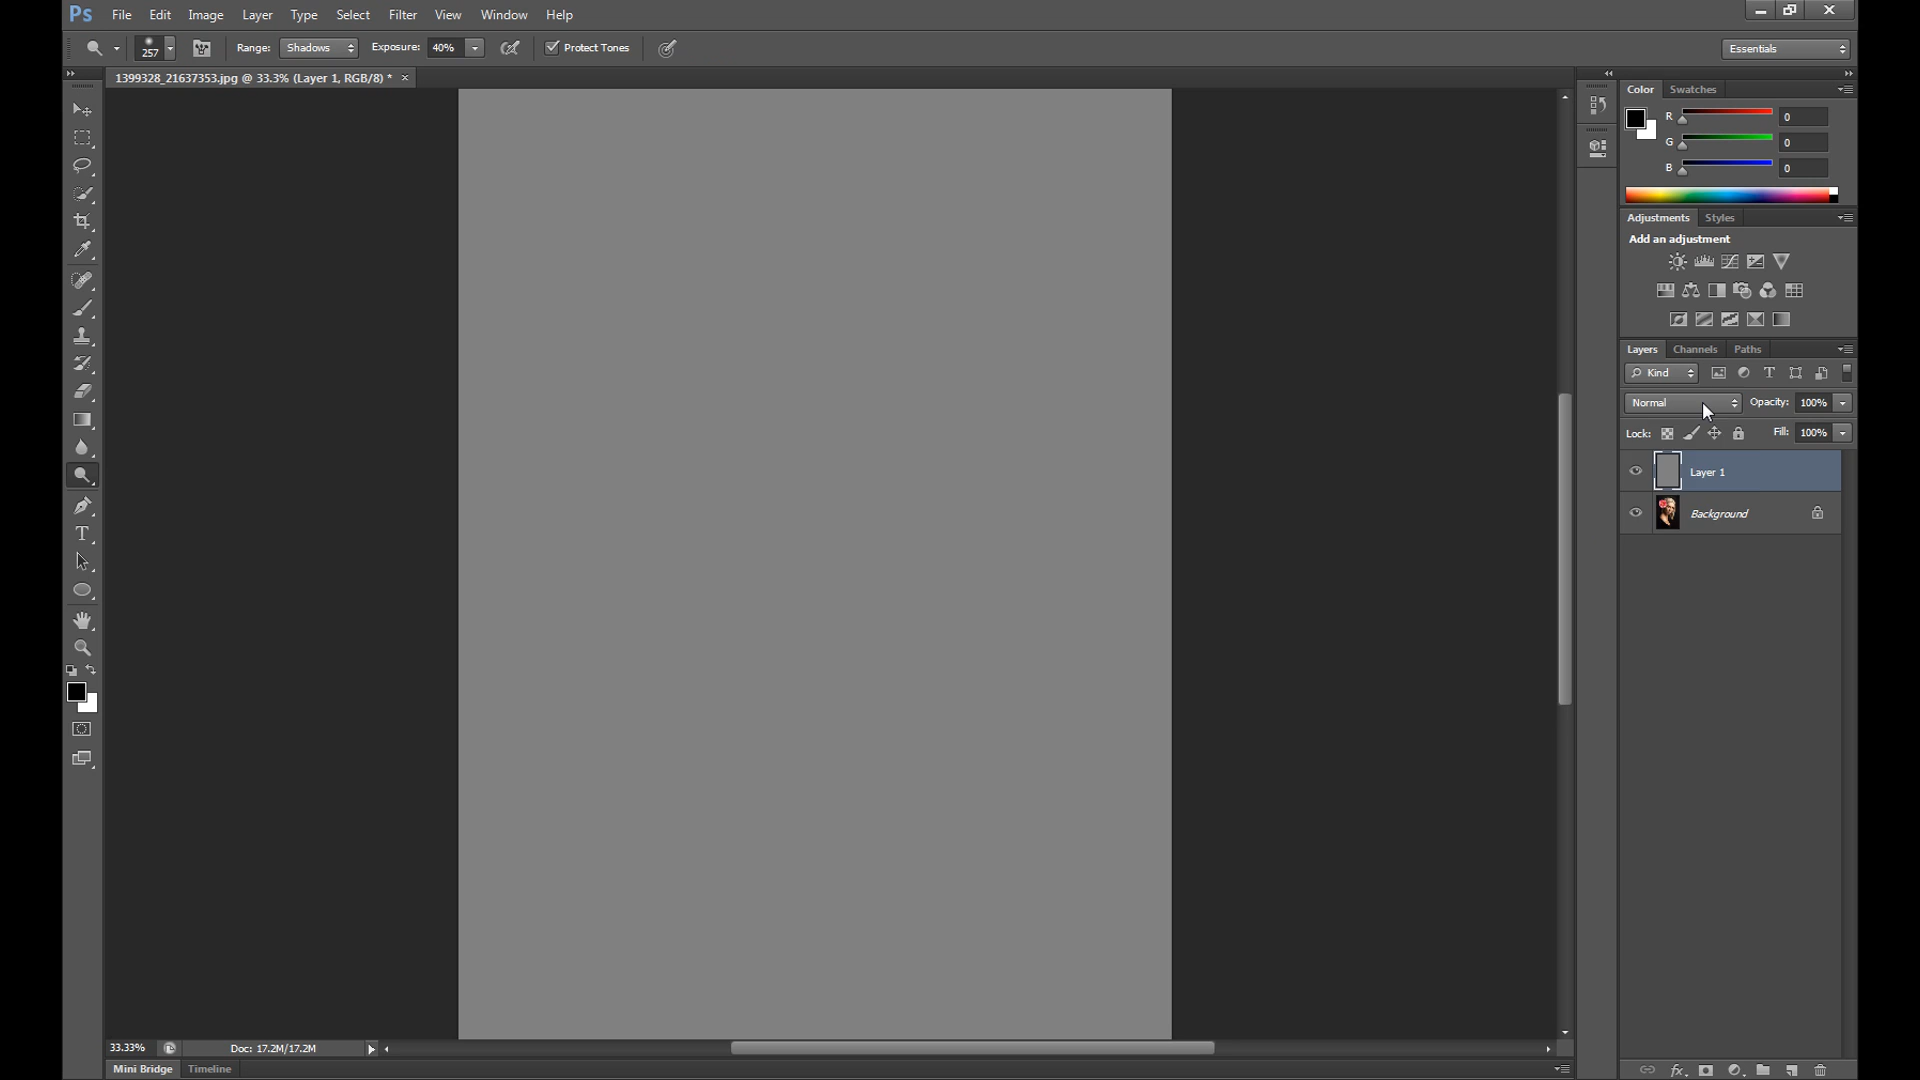 Ps File Edit Image Layer Type Select Filter View Window Help
257 Range: Shadows Exposure: 40% Protect Tones Essentials
1399328_21637353.jpg @ 33.3% (Layer 1, RGB/8) * ×
Color Swatches
R 0
G 0
B 0
Adjustments Styles
Add an adjustment
Layers Channels Paths
Kind
Normal Opacity: 100%
Lock: Fill: 100%
Layer 1
Background
33.33% Doc: 17.2M/17.2M
Mini Bridge Timeline